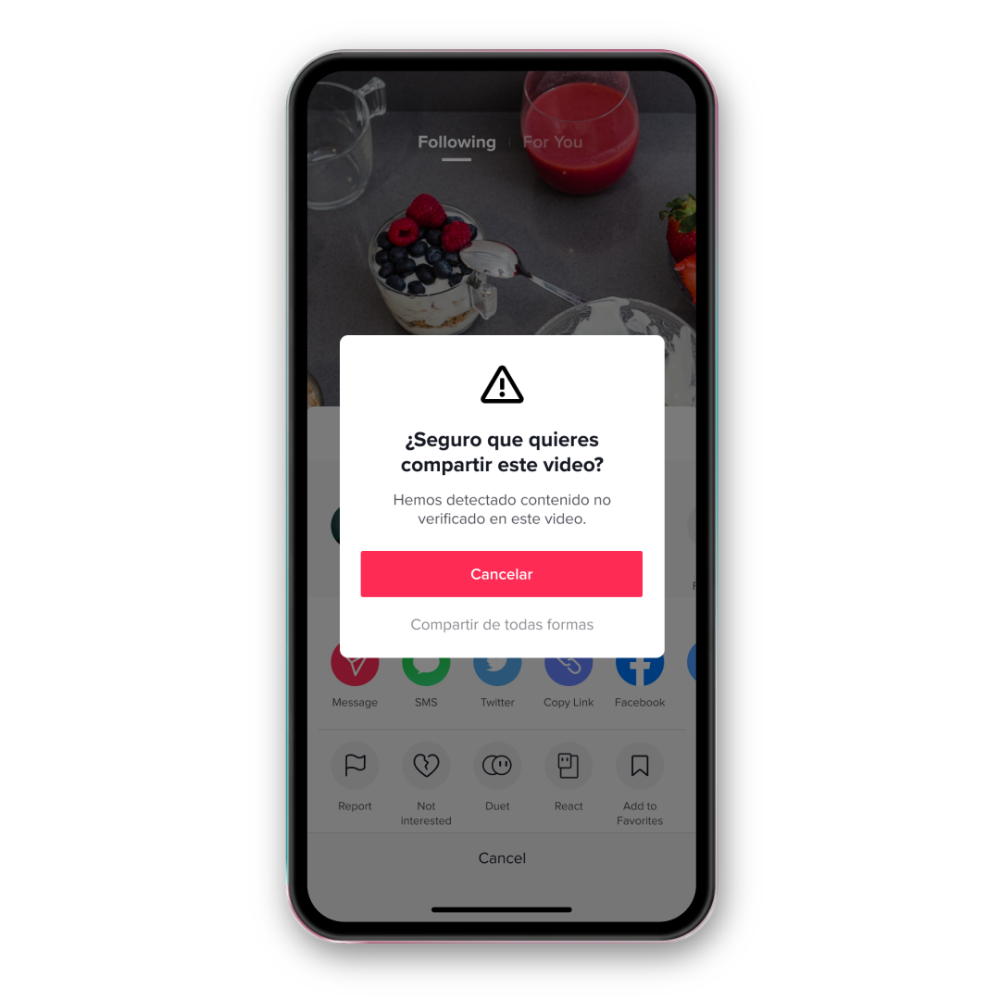 Following
For You
¿Seguro que quieres
compartir este video?
Hemos detectado contenido no
verificado en este video.
Cancelar
Compartir de todas formas
Message
SMS
Twitter
Copy Link
Facebook
Report
Not
interested
Duet
React
Add to
Favorites
Cancel